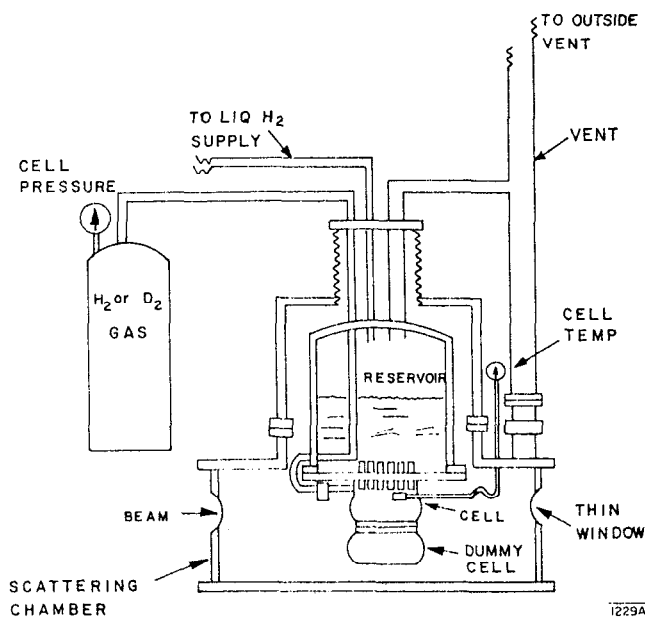 TO OUTSIDE
VENT
TO LIQ H2
SUPPLY
VENT
CELL
PRESSURE
H2 or D2
GAS
CELL
TEMP
RESERVOIR
BEAM
CELL
THIN
WINDOW
DUMMY
CELL
SCATTERING
CHAMBER
1229A